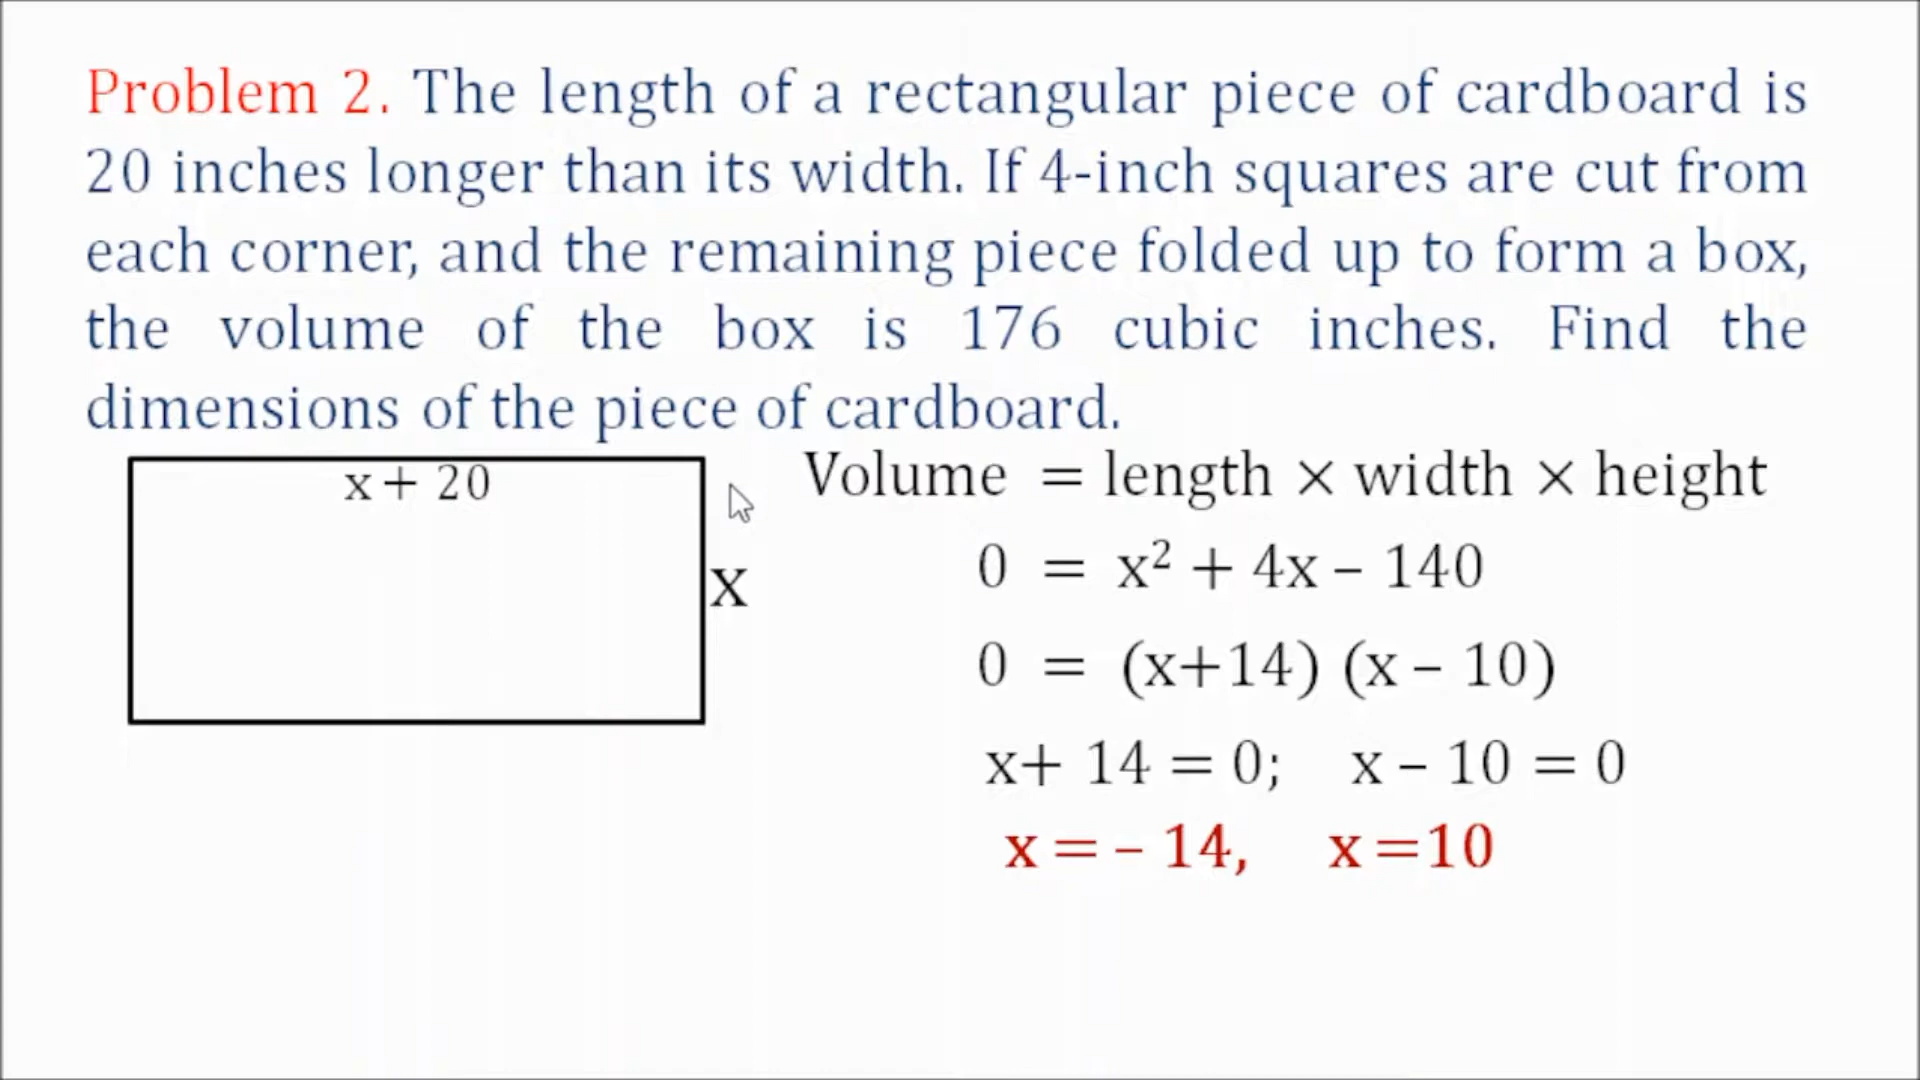 Problem 2. The length of a rectangular piece of cardboard is
20 inches longer than its width. If 4-inch squares are cut from
each corner, and the remaining piece folded up to form a box,
the volume of the box is 176 cubic inches. Find the
dimensions of the piece of cardboard.
x + 20
x
Volume = length × width × height
0 = x² + 4x – 140
0 = (x+14) (x – 10)
x+ 14 = 0; x – 10 = 0
x = – 14, x =10